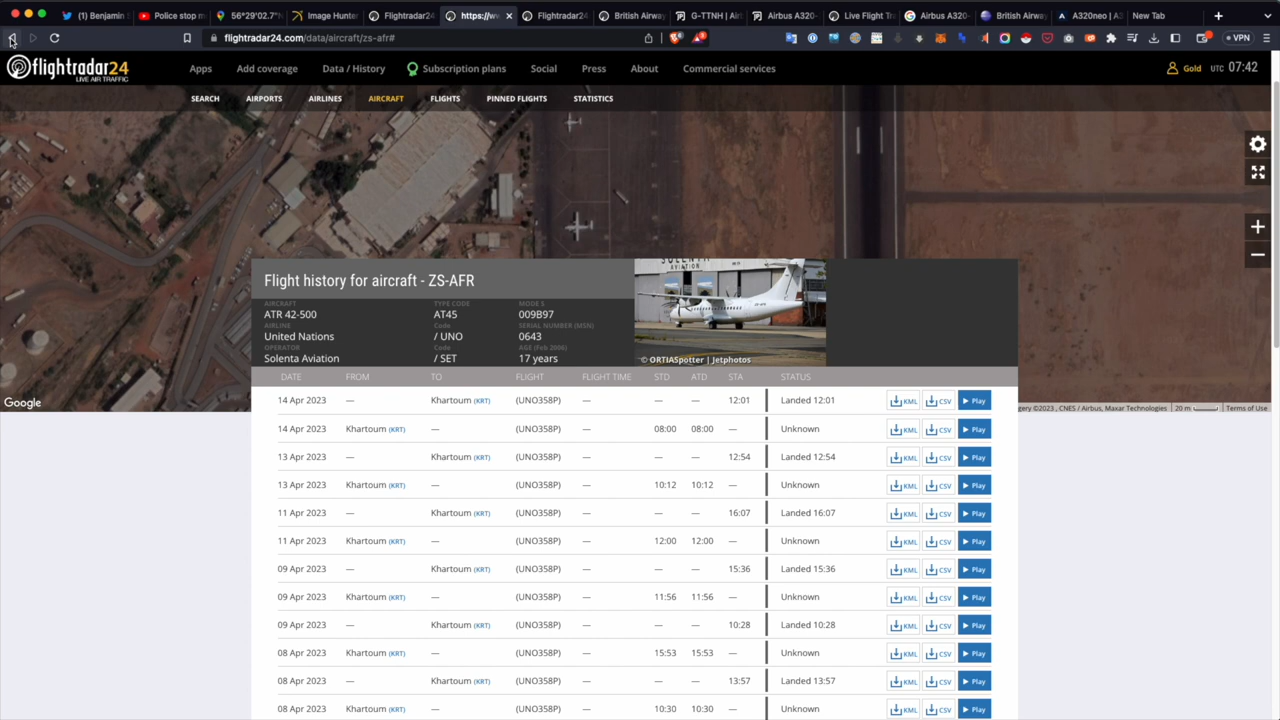 (1) Benjamin S
Police stop m
56°29'02.7"
Image Hunter
Flightradar24
https://ww
Flightradar24
British Airway
G-TTNH | Airl
Airbus A320-
Live Flight Tr
Airbus A320-
British Airway
A320neo | A3
New Tab
flightradar24.com/data/aircraft/zs-afr#
VPN
flightradar24
LIVE AIR TRAFFIC
Apps
Add coverage
Data / History
Subscription plans
Social
Press
About
Commercial services
Gold
UTC 07:42
SEARCH
AIRPORTS
AIRLINES
AIRCRAFT
FLIGHTS
PINNED FLIGHTS
STATISTICS
Flight history for aircraft - ZS-AFR
AIRCRAFT TYPE CODE MODE S
ATR 42-500 AT45 009B97
AIRLINE Code SERIAL NUMBER (MSN)
United Nations / UNO 0643
OPERATOR Code AGE (Feb 2006)
Solenta Aviation / SET 17 years
SOLENTA
AVIATION
© ORTIASpotter | Jetphotos
DATE FROM TO FLIGHT FLIGHT TIME STD ATD STA STATUS
14 Apr 2023 — Khartoum (KRT) (UNO358P) — — — 12:01 Landed 12:01 KML CSV Play
14 Apr 2023 Khartoum (KRT) — (UNO358P) — 08:00 08:00 — Unknown KML CSV Play
13 Apr 2023 — Khartoum (KRT) (UNO358P) — — — 12:54 Landed 12:54 KML CSV Play
13 Apr 2023 Khartoum (KRT) — (UNO358P) — 10:12 10:12 — Unknown KML CSV Play
11 Apr 2023 — Khartoum (KRT) (UNO358P) — — — 16:07 Landed 16:07 KML CSV Play
11 Apr 2023 Khartoum (KRT) — (UNO358P) — 12:00 12:00 — Unknown KML CSV Play
09 Apr 2023 — Khartoum (KRT) (UNO358P) — — — 15:36 Landed 15:36 KML CSV Play
09 Apr 2023 Khartoum (KRT) — (UNO358P) — 11:56 11:56 — Unknown KML CSV Play
09 Apr 2023 — Khartoum (KRT) (UNO358P) — — — 10:28 Landed 10:28 KML CSV Play
08 Apr 2023 Khartoum (KRT) — (UNO358P) — 15:53 15:53 — Unknown KML CSV Play
08 Apr 2023 — Khartoum (KRT) (UNO358P) — — — 13:57 Landed 13:57 KML CSV Play
08 Apr 2023 Khartoum (KRT) — (UNO358P) — 10:30 10:30 — Unknown KML CSV Play
Google
©2023 , CNES / Airbus, Maxar Technologies
20 m
Terms of Use